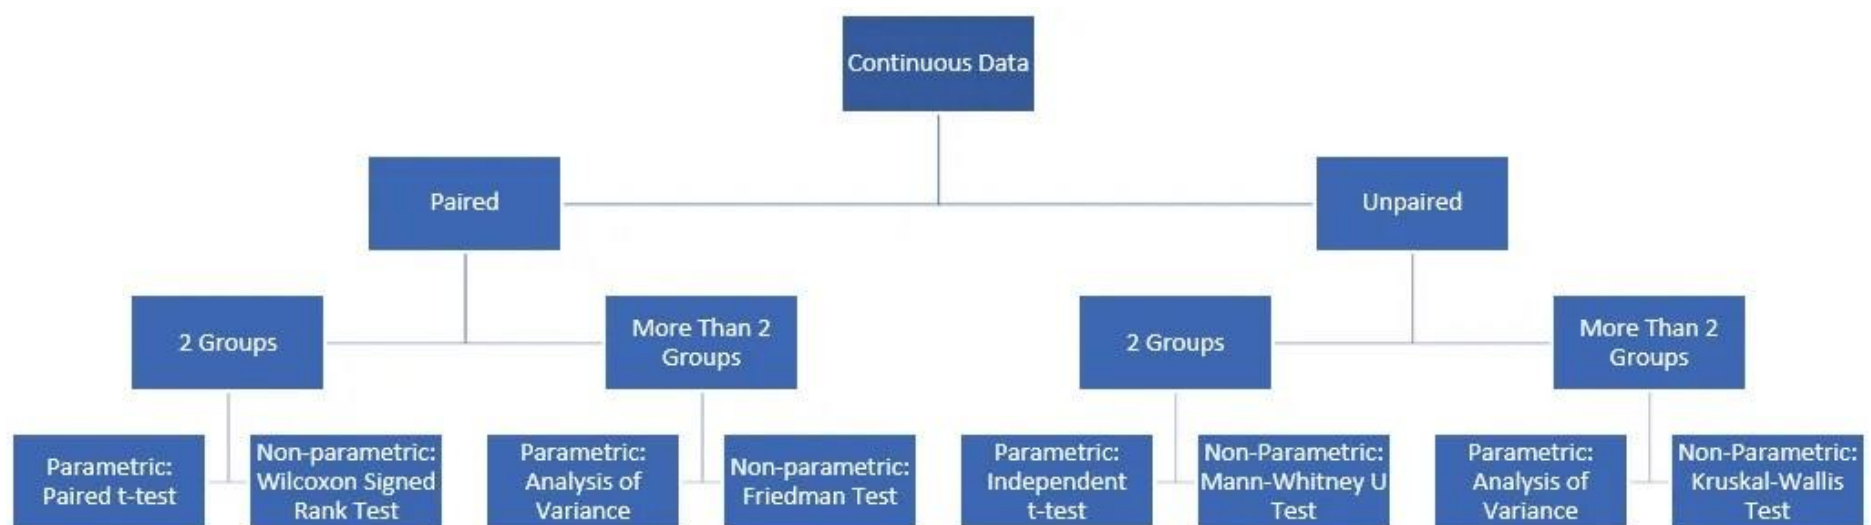 Continuous Data
Paired
Unpaired
2 Groups
More Than 2
Groups
2 Groups
More Than 2
Groups
Parametric:
Paired t-test
Non-parametric:
Wilcoxon Signed
Rank Test
Parametric:
Analysis of
Variance
Non-parametric:
Friedman Test
Parametric:
Independent
t-test
Non-Parametric:
Mann-Whitney U
Test
Parametric:
Analysis of
Variance
Non-Parametric:
Kruskal-Wallis
Test